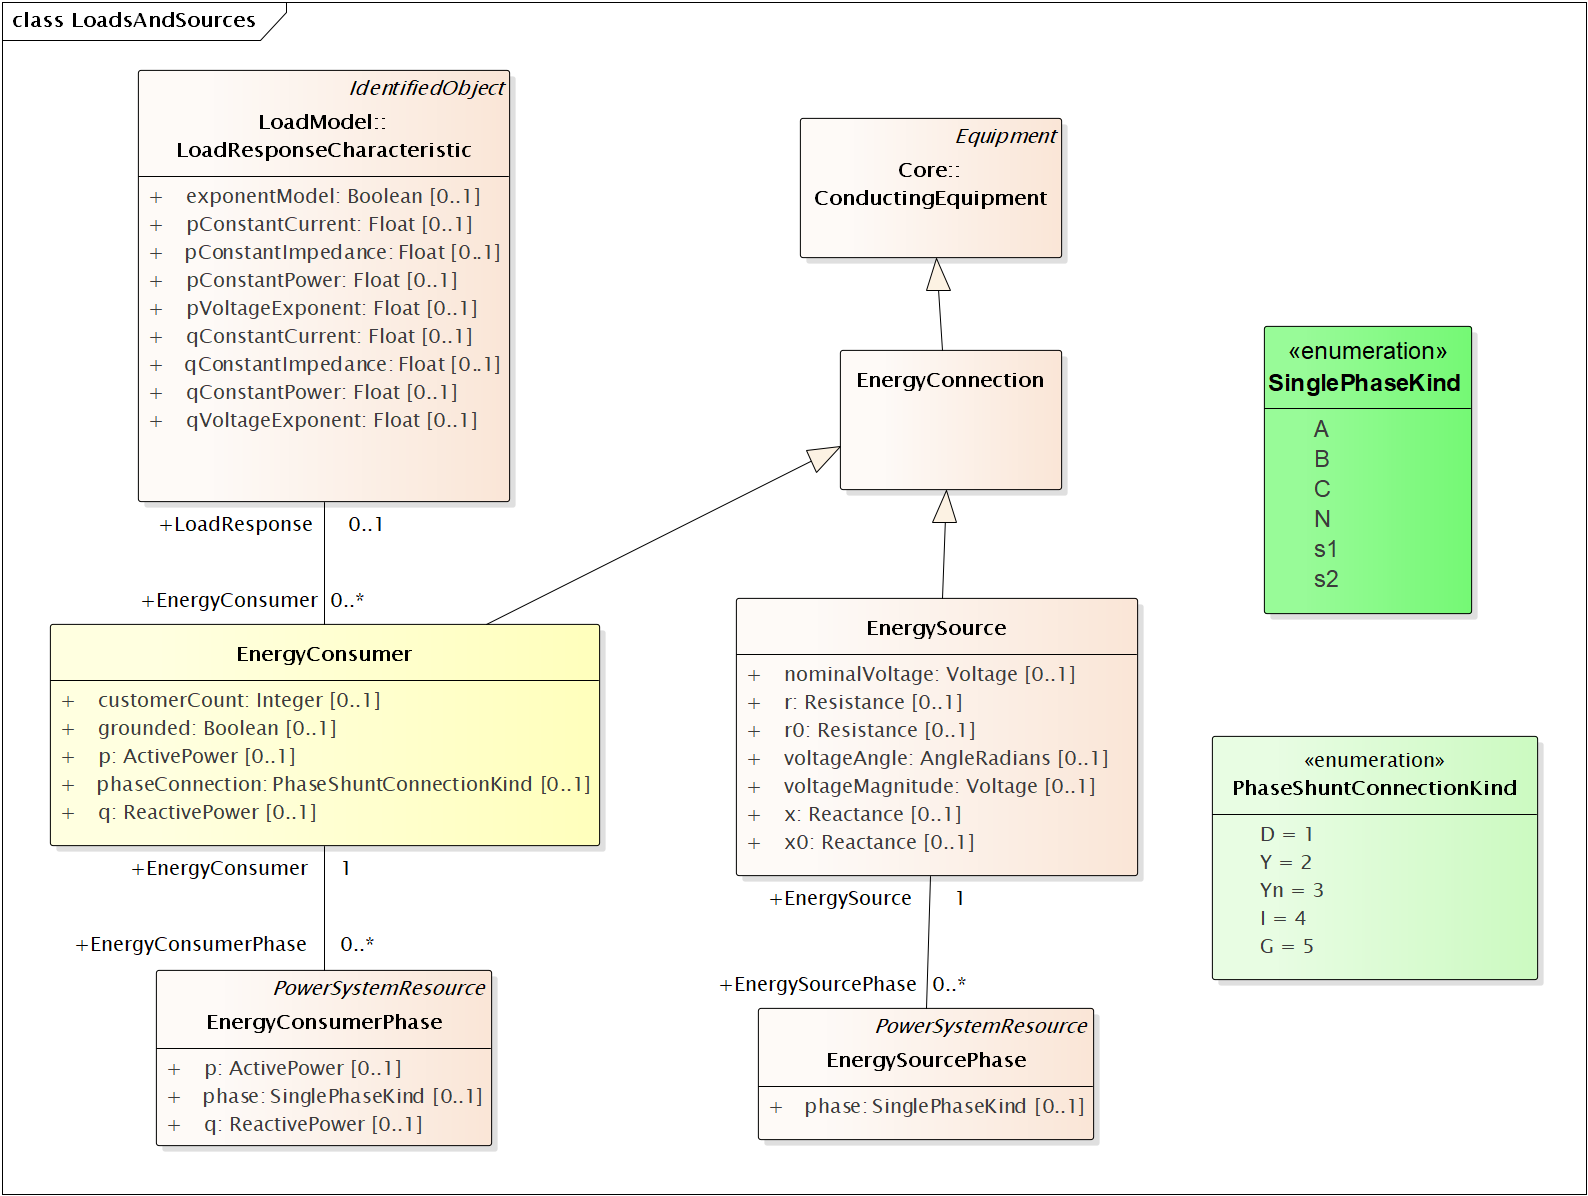 class LoadsAndSources
IdentifiedObject
LoadModel::
LoadResponseCharacteristic
+ exponentModel: Boolean [0..1]
+ pConstantCurrent: Float [0..1]
+ pConstantImpedance: Float [0..1]
+ pConstantPower: Float [0..1]
+ pVoltageExponent: Float [0..1]
+ qConstantCurrent: Float [0..1]
+ qConstantImpedance: Float [0..1]
+ qConstantPower: Float [0..1]
+ qVoltageExponent: Float [0..1]
+LoadResponse 0..1
+EnergyConsumer 0..*
EnergyConsumer
+ customerCount: Integer [0..1]
+ grounded: Boolean [0..1]
+ p: ActivePower [0..1]
+ phaseConnection: PhaseShuntConnectionKind [0..1]
+ q: ReactivePower [0..1]
+EnergyConsumer 1
+EnergyConsumerPhase 0..*
PowerSystemResource
EnergyConsumerPhase
+ p: ActivePower [0..1]
+ phase: SinglePhaseKind [0..1]
+ q: ReactivePower [0..1]
Equipment
Core::
ConductingEquipment
EnergyConnection
EnergySource
+ nominalVoltage: Voltage [0..1]
+ r: Resistance [0..1]
+ r0: Resistance [0..1]
+ voltageAngle: AngleRadians [0..1]
+ voltageMagnitude: Voltage [0..1]
+ x: Reactance [0..1]
+ x0: Reactance [0..1]
+EnergySource 1
+EnergySourcePhase 0..*
PowerSystemResource
EnergySourcePhase
+ phase: SinglePhaseKind [0..1]
«enumeration»
SinglePhaseKind
A
B
C
N
s1
s2
«enumeration»
PhaseShuntConnectionKind
D = 1
Y = 2
Yn = 3
I = 4
G = 5